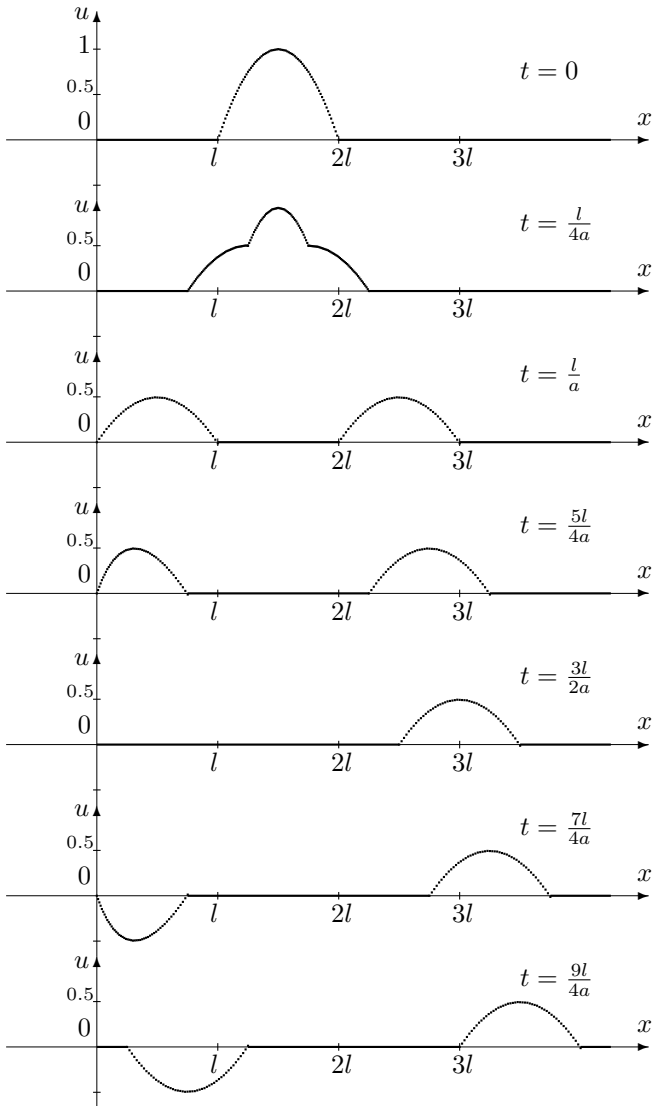 u
1
t = 0
0.5
0
x
l
2l
3l
u
t = l/4a
0.5
0
x
l
2l
3l
u
t = l/a
0.5
0
x
l
2l
3l
u
t = 5l/4a
0.5
0
x
l
2l
3l
u
t = 3l/2a
0.5
0
x
l
2l
3l
u
t = 7l/4a
0.5
0
x
l
2l
3l
u
t = 9l/4a
0.5
0
x
l
2l
3l